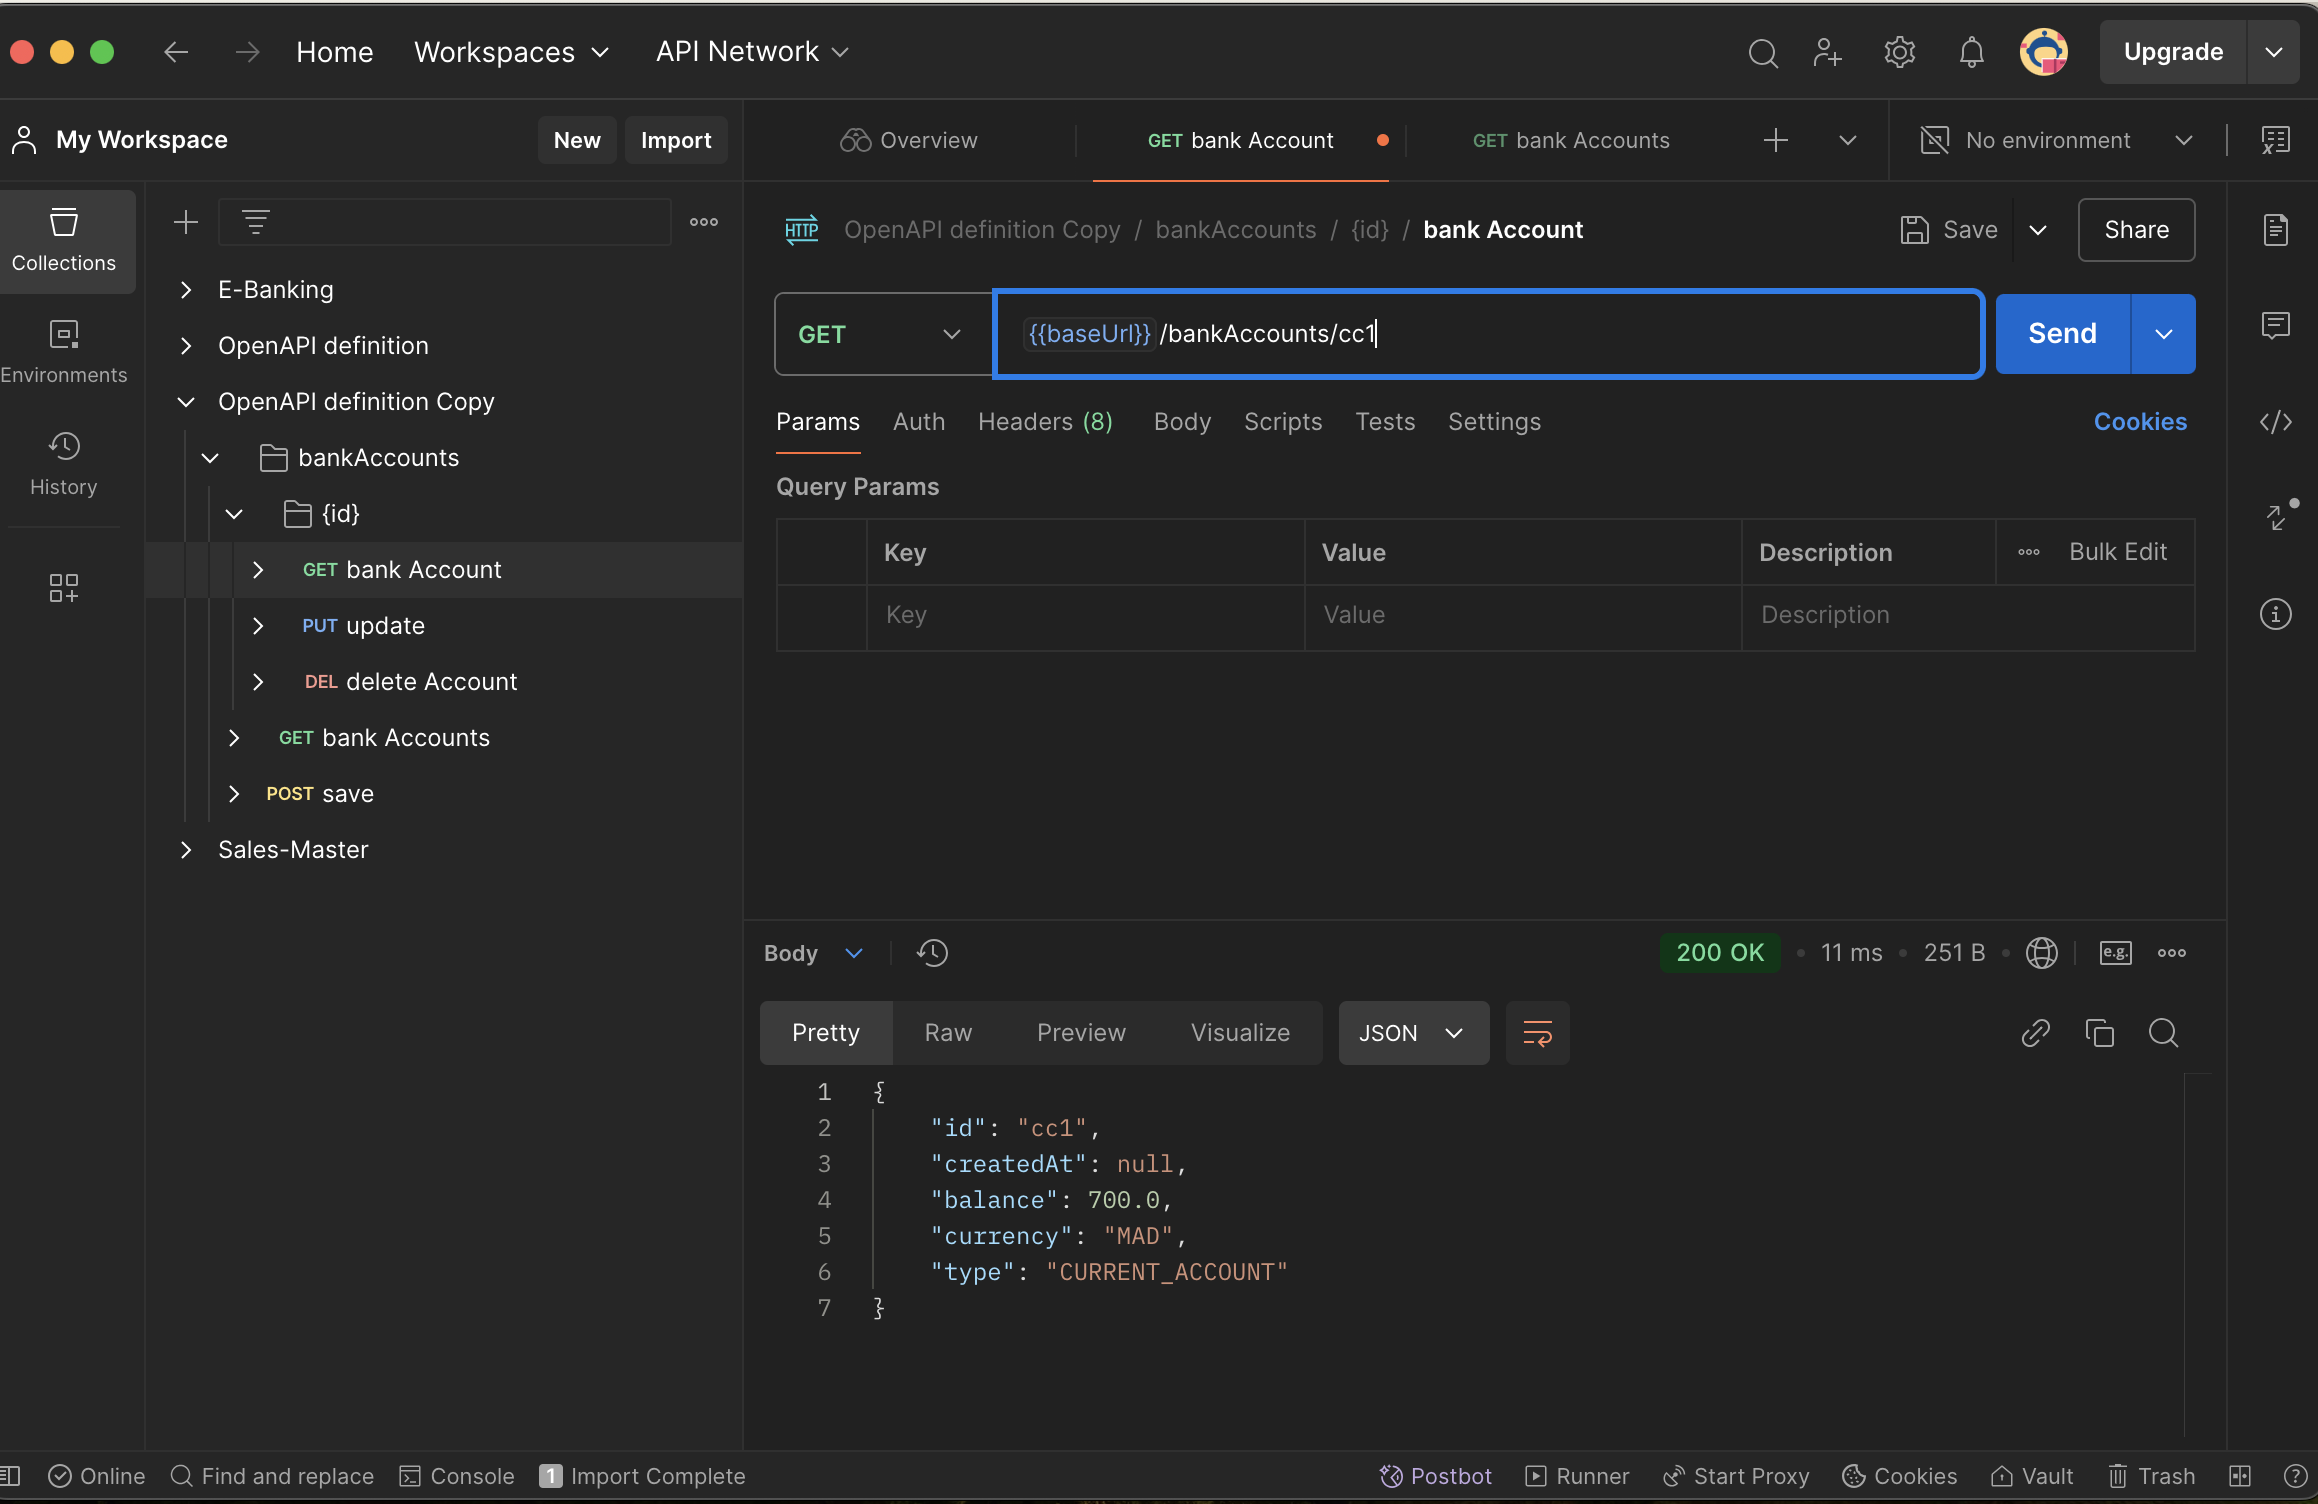 Home Workspaces API Network Upgrade
My Workspace New Import
Overview GET bank Account GET bank Accounts No environment
Collections
Environments
History
E-Banking
OpenAPI definition
OpenAPI definition Copy
bankAccounts
{id}
GET bank Account
PUT update
DEL delete Account
GET bank Accounts
POST save
Sales-Master
HTTP OpenAPI definition Copy / bankAccounts / {id} / bank Account Save Share
GET {{baseUrl}}/bankAccounts/cc1 Send
Params Auth Headers (8) Body Scripts Tests Settings Cookies
Query Params
Key Value Description Bulk Edit
Key Value Description
Body 200 OK • 11 ms • 251 B • e.g.
Pretty Raw Preview Visualize JSON
1 {
2 "id": "cc1",
3 "createdAt": null,
4 "balance": 700.0,
5 "currency": "MAD",
6 "type": "CURRENT_ACCOUNT"
7 }
Online Find and replace Console 1 Import Complete Postbot Runner Start Proxy Cookies Vault Trash